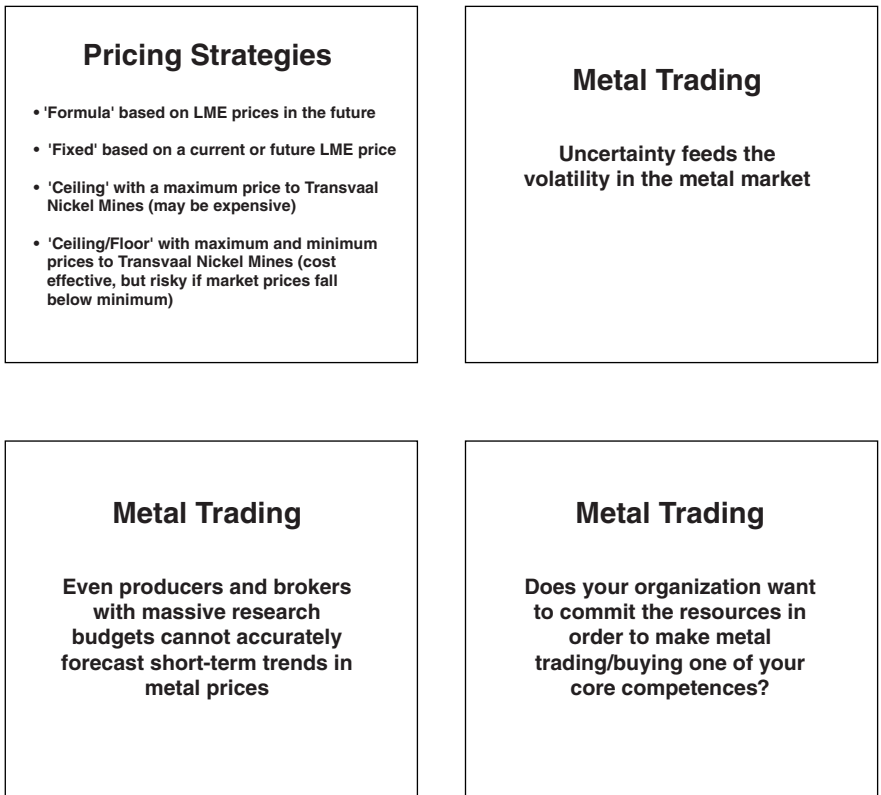 Pricing Strategies
• 'Formula' based on LME prices in the future
• 'Fixed' based on a current or future LME price
• 'Ceiling' with a maximum price to Transvaal
Nickel Mines (may be expensive)
• 'Ceiling/Floor' with maximum and minimum
prices to Transvaal Nickel Mines (cost
effective, but risky if market prices fall
below minimum)
Metal Trading
Uncertainty feeds the
volatility in the metal market
Metal Trading
Even producers and brokers
with massive research
budgets cannot accurately
forecast short-term trends in
metal prices
Metal Trading
Does your organization want
to commit the resources in
order to make metal
trading/buying one of your
core competences?